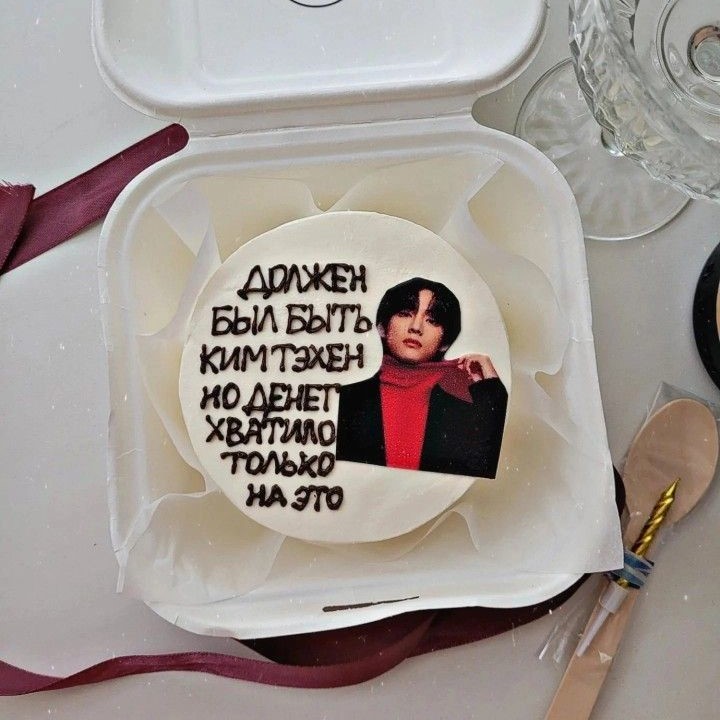 ДОЛЖЕН
БЫЛ БЫТЬ
КИМ ТЭХЕН
НО ДЕНЕГ
ХВАТИЛО
ТОЛЬКО
НА ЭТО